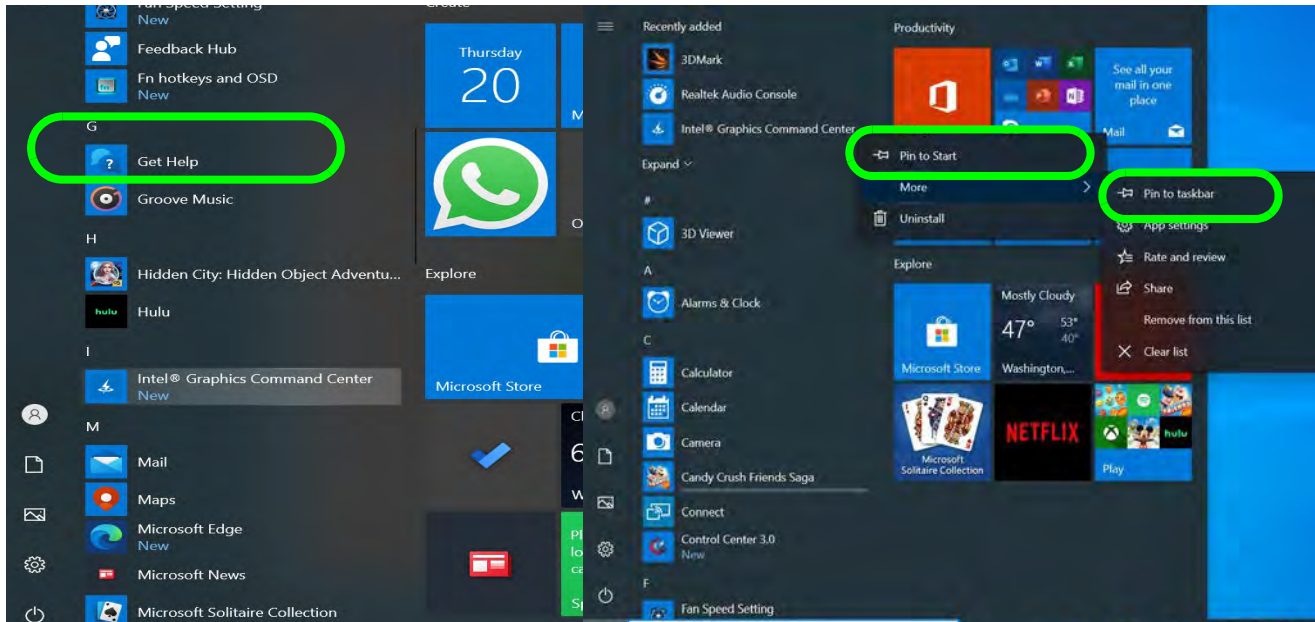 Fan Speed Setting
New
Feedback Hub
Fn hotkeys and OSD
New
G
Get Help
Groove Music
H
Hidden City: Hidden Object Adventu...
hulu
Hulu
I
Intel® Graphics Command Center
New
M
Mail
Maps
Microsoft Edge
New
Microsoft News
Microsoft Solitaire Collection
Create
Thursday
20
M
O
Explore
Microsoft Store
6
W
Recently added
3DMark
Realtek Audio Console
Intel® Graphics Command Center
Expand
#
3D Viewer
A
Alarms & Clock
C
Calculator
Calendar
Camera
Candy Crush Friends Saga
Connect
Control Center 3.0
New
F
Fan Speed Setting
Productivity
See all your
mail in one
place
Mail
Pin to Start
More
Uninstall
Pin to taskbar
App settings
Rate and review
Share
Remove from this list
Clear list
Explore
Microsoft Store
Mostly Cloudy
47°
53°
40°
Washington,...
Microsoft
Solitaire Collection
NETFLIX
hulu
Play